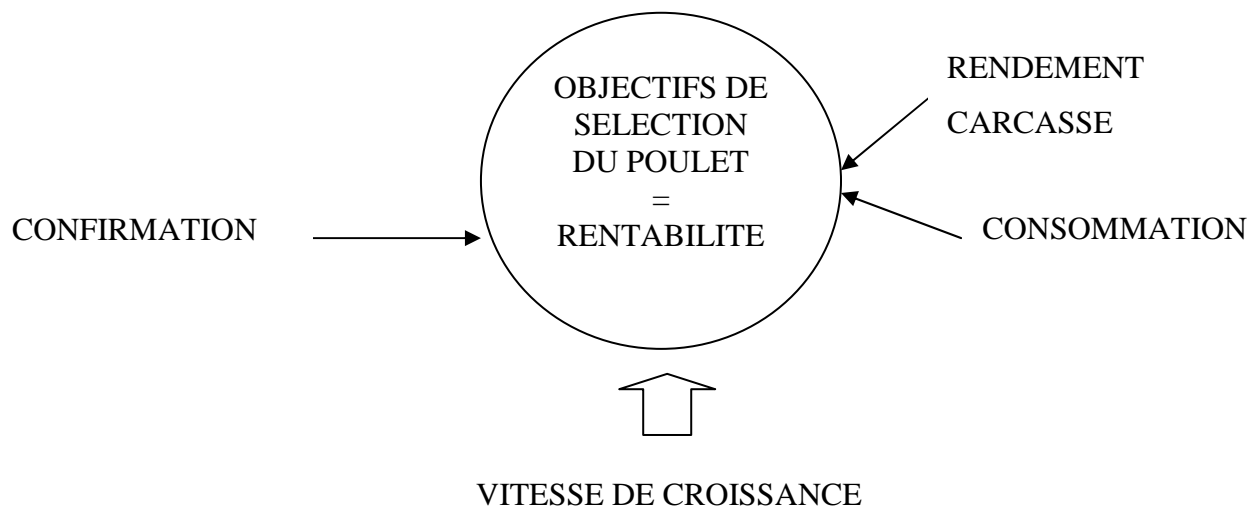 OBJECTIFS DE
SELECTION
DU POULET
=
RENTABILITE
RENDEMENT
CARCASSE
CONFIRMATION
CONSOMMATION
VITESSE DE CROISSANCE